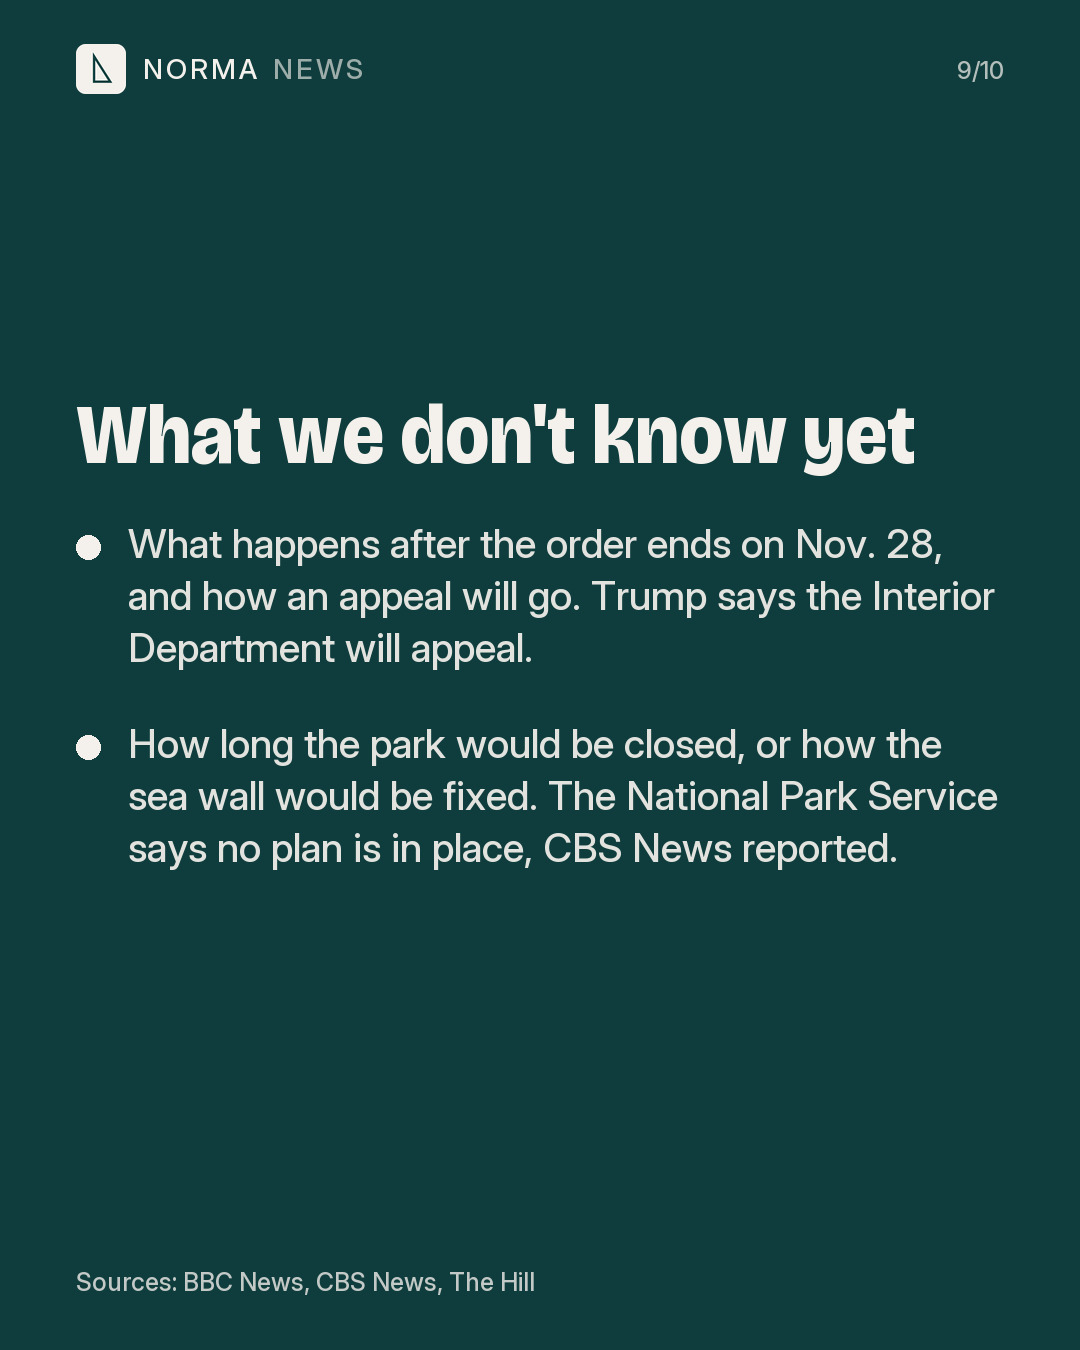 NORMA NEWS
9/10
What we don't know yet
What happens after the order ends on Nov. 28,
and how an appeal will go. Trump says the Interior
Department will appeal.
How long the park would be closed, or how the
sea wall would be fixed. The National Park Service
says no plan is in place, CBS News reported.
Sources: BBC News, CBS News, The Hill